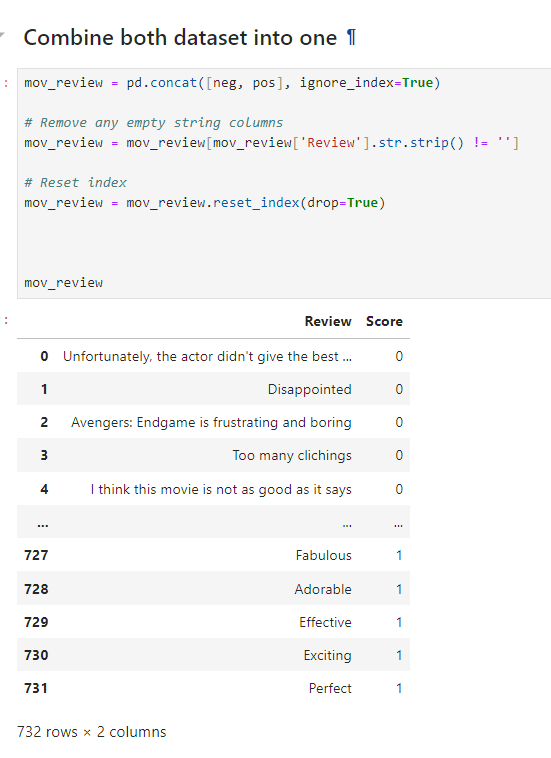 Combine both dataset into one ¶
: mov_review = pd.concat([neg, pos], ignore_index=True)
# Remove any empty string columns
mov_review = mov_review[mov_review['Review'].str.strip() != '']
# Reset index
mov_review = mov_review.reset_index(drop=True)
mov_review
: Review Score
0 Unfortunately, the actor didn't give the best ... 0
1 Disappointed 0
2 Avengers: Endgame is frustrating and boring 0
3 Too many clichings 0
4 I think this movie is not as good as it says 0
... ... ...
727 Fabulous 1
728 Adorable 1
729 Effective 1
730 Exciting 1
731 Perfect 1
732 rows × 2 columns